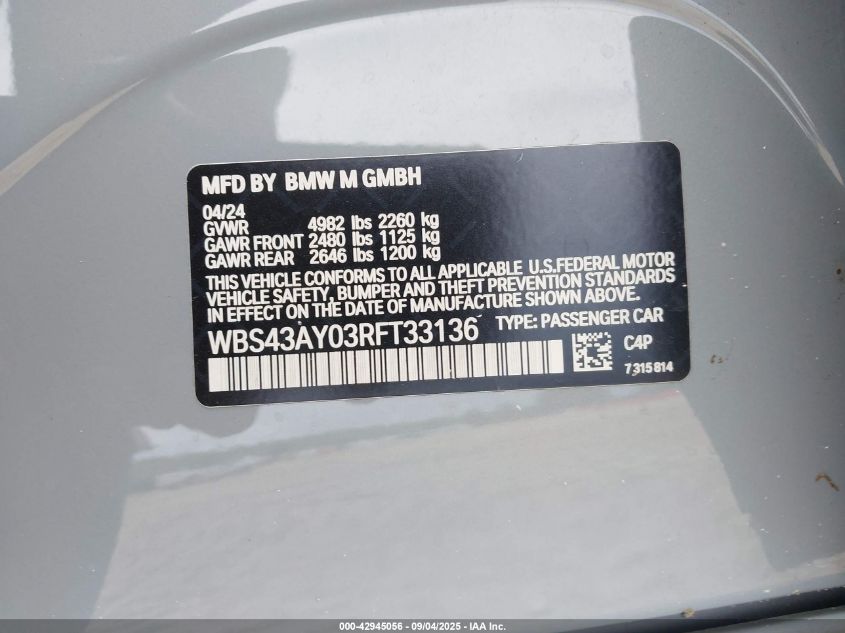 MFD BY BMW M GMBH
04/24
GVWR 4982 lbs 2260 kg
GAWR FRONT 2480 lbs 1125 kg
GAWR REAR 2646 lbs 1200 kg
THIS VEHICLE CONFORMS TO ALL APPLICABLE U.S.FEDERAL MOTOR
VEHICLE SAFETY, BUMPER AND THEFT PREVENTION STANDARDS
IN EFFECT ON THE DATE OF MANUFACTURE SHOWN ABOVE.
WBS43AY03RFT33136 TYPE: PASSENGER CAR
C4P
7315814
000-42945056 - 09/04/2025 - IAA Inc.